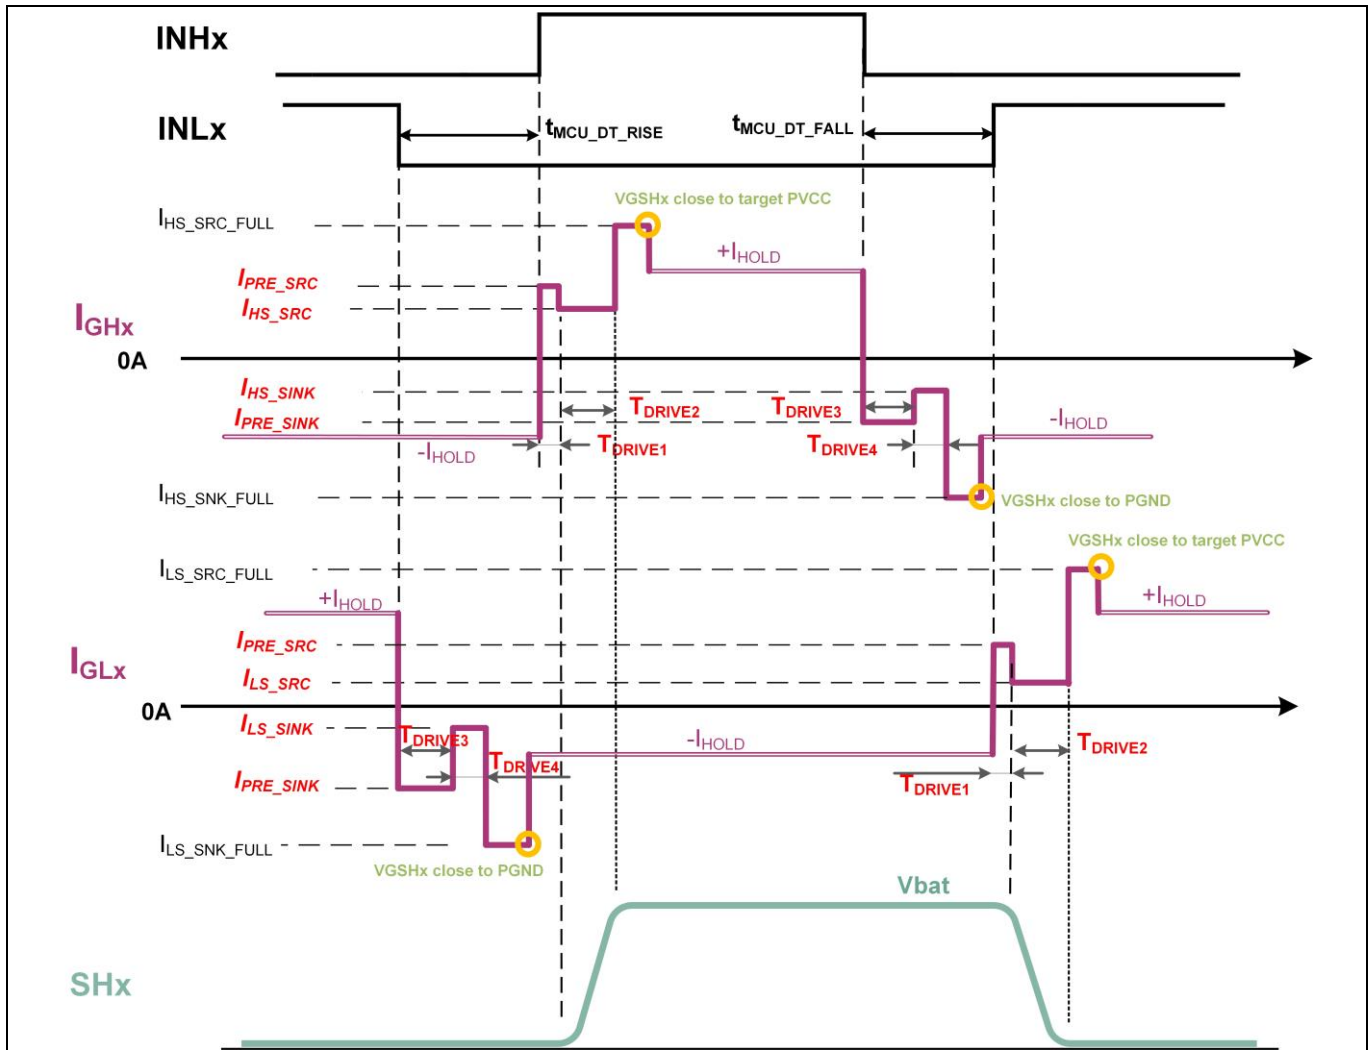 INHx
INLx
tMCU_DT_RISE
tMCU_DT_FALL
VGSHx close to target PVCC
IHS_SRC_FULL
+IHOLD
IPRE_SRC
IHS_SRC
IGHx
0A
IHS_SINK
IPRE_SINK
TDRIVE2
TDRIVE3
-IHOLD
-IHOLD
TDRIVE1
TDRIVE4
IHS_SNK_FULL
VGSHx close to PGND
VGSHx close to target PVCC
ILS_SRC_FULL
+IHOLD
+IHOLD
IPRE_SRC
IGLx
ILS_SRC
0A
ILS_SINK
TDRIVE3
-IHOLD
TDRIVE2
TDRIVE4
IPRE_SINK
TDRIVE1
ILS_SNK_FULL
VGSHx close to PGND
Vbat
SHx